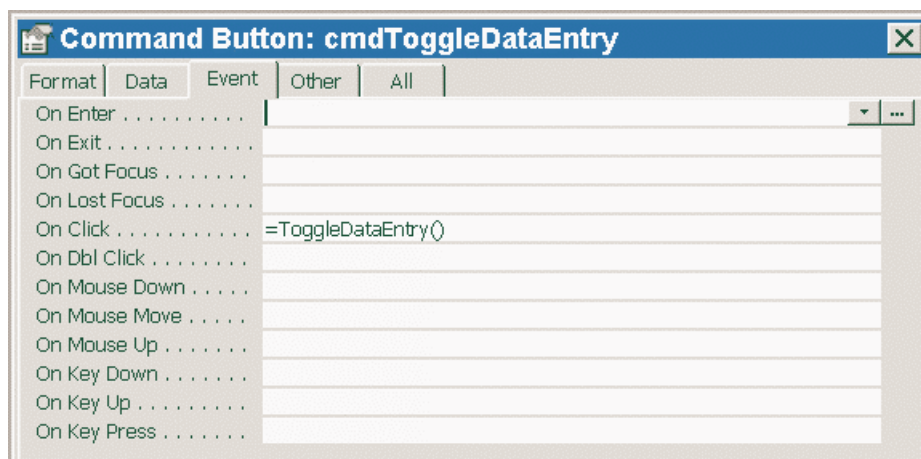 Command Button: cmdToggleDataEntry
Format Data Event Other All
On Enter . . . . . . . . . .
...
On Exit . . . . . . . . . . . .
On Got Focus . . . . . . .
On Lost Focus . . . . . . .
On Click . . . . . . . . . . . =ToggleDataEntry()
On Dbl Click . . . . . . . .
On Mouse Down . . . . .
On Mouse Move . . . . .
On Mouse Up . . . . . . .
On Key Down . . . . . . .
On Key Up . . . . . . . . .
On Key Press . . . . . . .